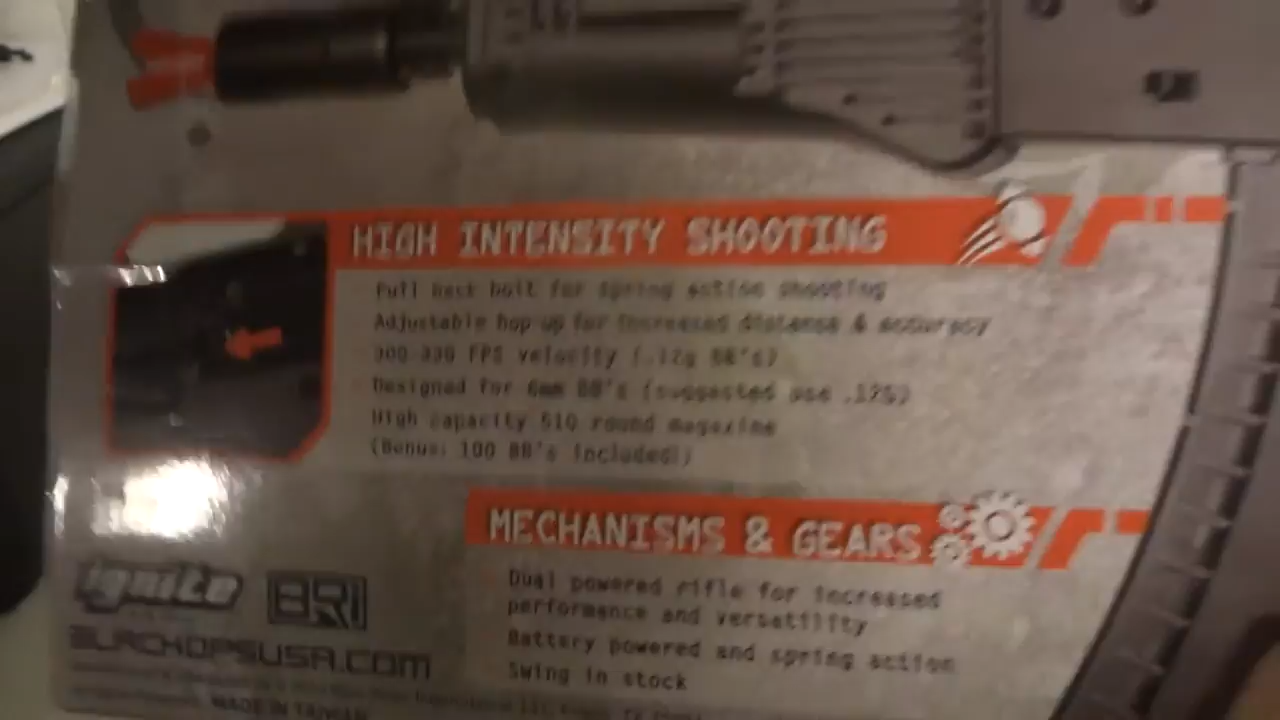 HIGH INTENSITY SHOOTING
Pull back bolt for spring action shooting
Adjustable hop-up for increased distance & accuracy
300-330 FPS velocity (.12g BB's)
Designed for 6mm BB's (suggested use .12G)
High capacity 510 round magazine
(Bonus: 100 BB's included!)
MECHANISMS & GEARS
Dual powered rifle for increased
performance and versatility
Battery powered and spring action
Swing in stock
ignite
BRI
BLACKOPSUSA.COM
MADE IN TAIWAN